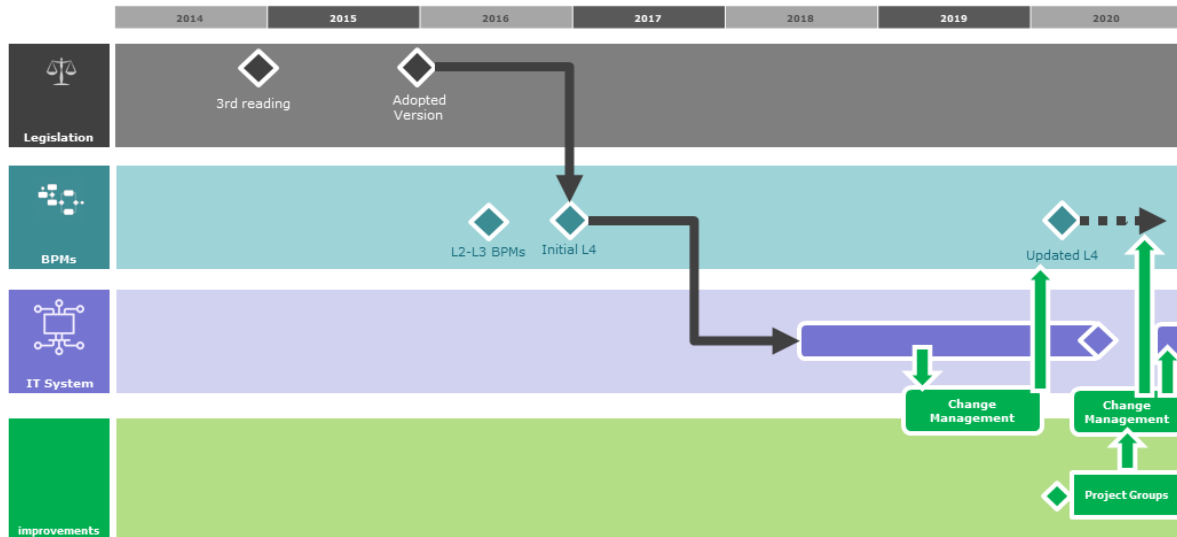 2014 2015 2016 2017 2018 2019 2020
3rd reading
Adopted
Version
Legislation
L2-L3 BPMs
Initial L4
Updated L4
BPMs
IT System
Change
Management
Change
Management
Project Groups
improvements